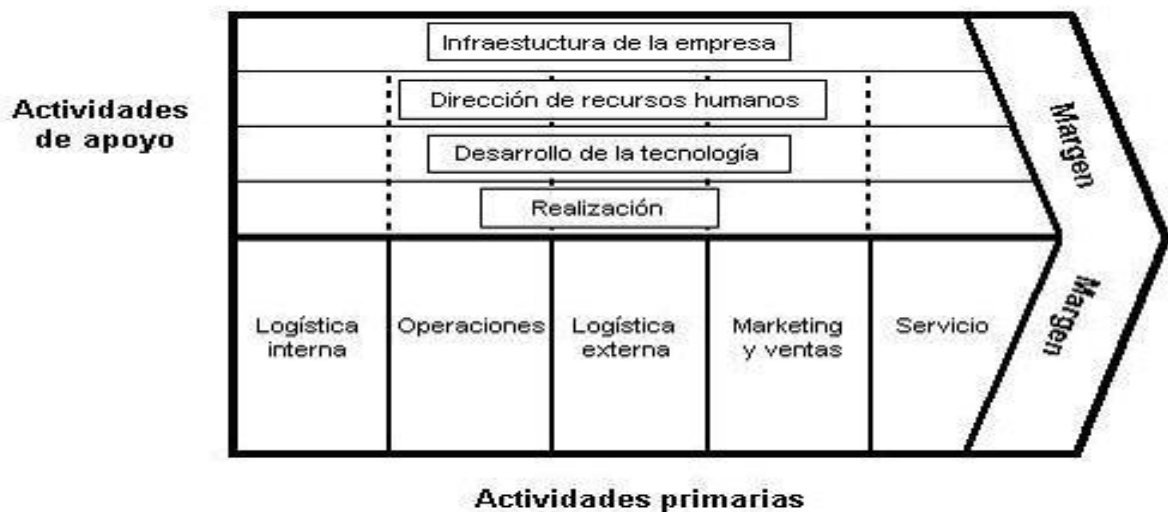 Infraestuctura de la empresa
Dirección de recursos humanos
Desarrollo de la tecnología
Realización
Actividades
de apoyo
Margen
Margen
Logística
interna
Operaciones
Logística
externa
Marketing
y ventas
Servicio
Actividades primarias